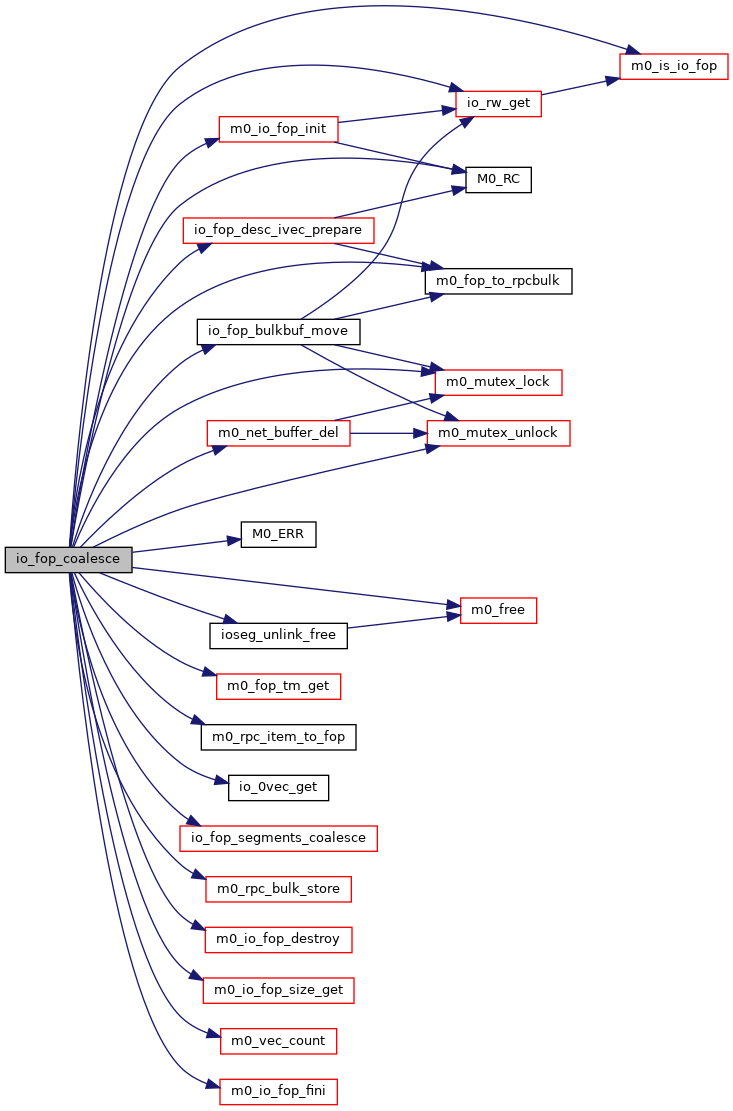 m0_is_io_fop
io_rw_get
m0_io_fop_init
M0_RC
io_fop_desc_ivec_prepare
m0_fop_to_rpcbulk
io_fop_bulkbuf_move
m0_mutex_lock
m0_net_buffer_del
m0_mutex_unlock
M0_ERR
io_fop_coalesce
m0_free
ioseg_unlink_free
m0_fop_tm_get
m0_rpc_item_to_fop
io_0vec_get
io_fop_segments_coalesce
m0_rpc_bulk_store
m0_io_fop_destroy
m0_io_fop_size_get
m0_vec_count
m0_io_fop_fini